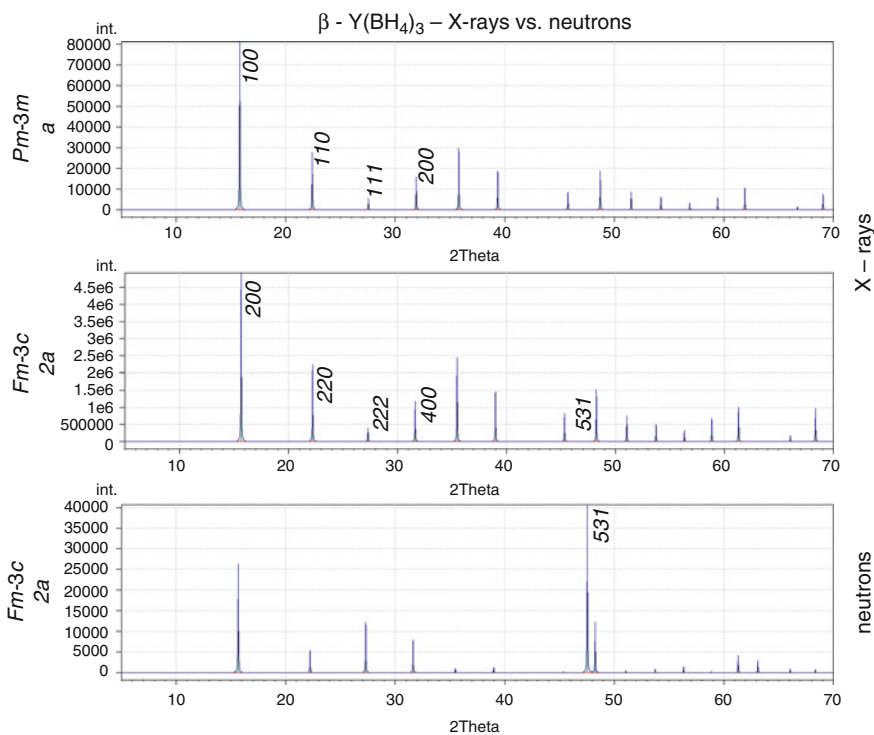 β - Y(BH4)3 – X-rays vs. neutrons
int.
80000
70000
60000
50000
40000
30000
20000
10000
0
Pm-3m
a
100
110
111
200
10 20 30 40 50 60 70
2Theta
int.
4.5e6
4e6
3.5e6
3e6
2.5e6
2e6
1.5e6
1e6
500000
0
Fm-3c
2a
200
220
222
400
531
10 20 30 40 50 60 70
2Theta
X – rays
int.
40000
35000
30000
25000
20000
15000
10000
5000
0
Fm-3c
2a
531
10 20 30 40 50 60 70
2Theta
neutrons